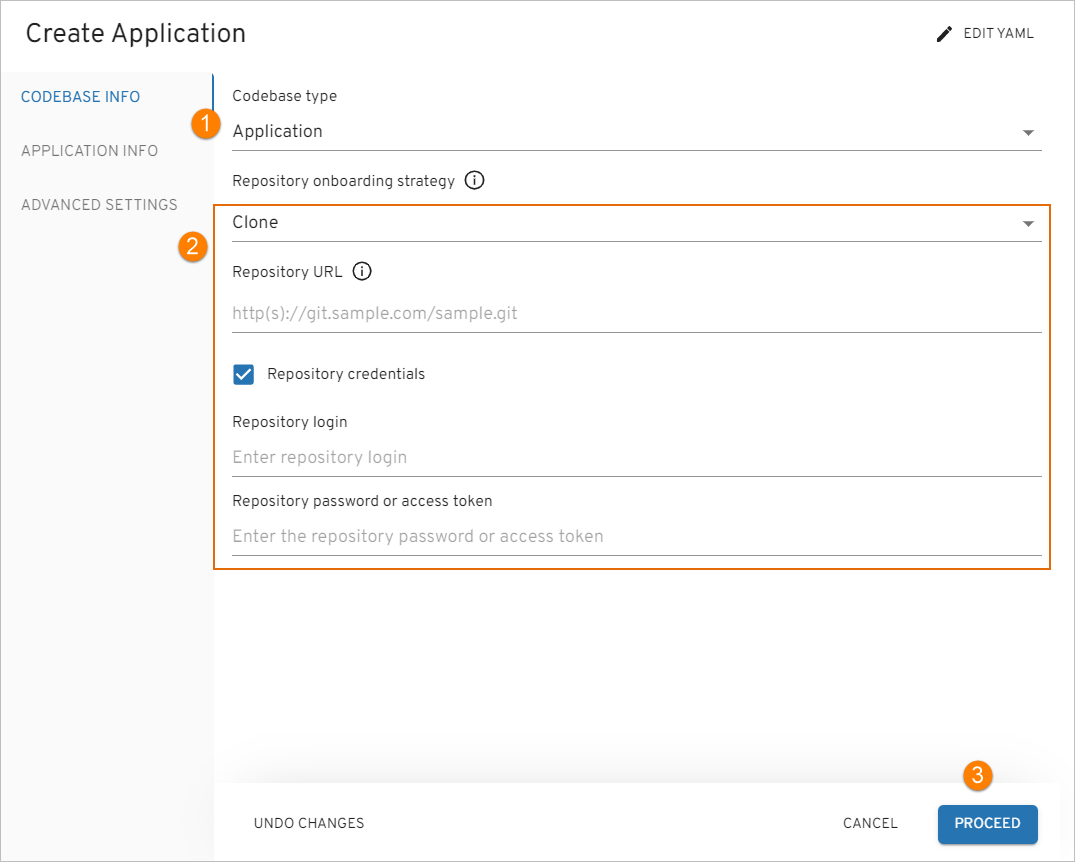 Create Application
EDIT YAML
CODEBASE INFO
APPLICATION INFO
ADVANCED SETTINGS
Codebase type
1
Application
Repository onboarding strategy
2
Clone
Repository URL
http(s)://git.sample.com/sample.git
Repository credentials
Repository login
Enter repository login
Repository password or access token
Enter the repository password or access token
3
UNDO CHANGES
CANCEL
PROCEED